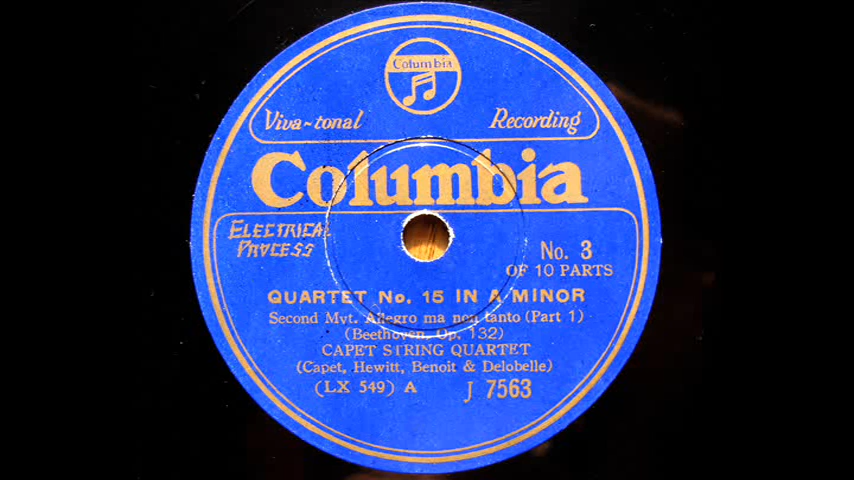 Columbia
Viva-tonal Recording
Columbia
ELECTRICAL
PROCESS
No. 3
OF 10 PARTS
QUARTET No. 15 IN A MINOR
Second Myt. Allegro ma non tanto (Part 1)
(Beethoven, Op. 132)
CAPET STRING QUARTET
(Capet, Hewitt, Benoit & Delobelle)
(LX 549) A J 7563